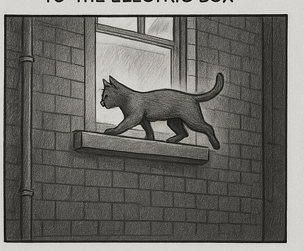 TO THE ELECTRIC BOX